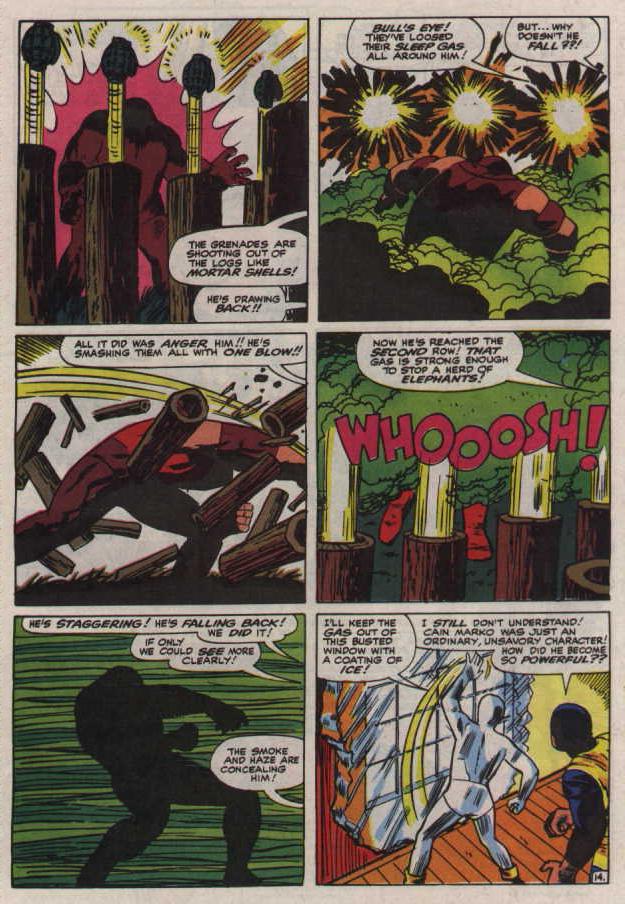 THE GRENADES ARE
SHOOTING OUT OF
THE LOGS LIKE
MORTAR SHELLS!
HE'S DRAWING
BACK!!
BULL'S EYE!
THEY'VE LOOSED
THEIR SLEEP GAS
ALL AROUND HIM!
BUT... WHY
DOESN'T HE
FALL??!
ALL IT DID WAS ANGER HIM!! HE'S
SMASHING THEM ALL WITH ONE BLOW!!
NOW HE'S REACHED THE
SECOND ROW! THAT
GAS IS STRONG ENOUGH
TO STOP A HERD OF
ELEPHANTS!
WHOOOOSH!
HE'S STAGGERING! HE'S FALLING BACK!
WE DID IT!
IF ONLY
WE COULD SEE MORE
CLEARLY!
THE SMOKE
AND HAZE ARE
CONCEALING
HIM!
I'LL KEEP THE
GAS OUT OF
THIS BUSTED
WINDOW WITH
A COATING OF
ICE!
I STILL DON'T UNDERSTAND!
CAIN MARKO WAS JUST AN
ORDINARY, UNSAVORY CHARACTER!
HOW DID HE BECOME
SO POWERFUL??
14.